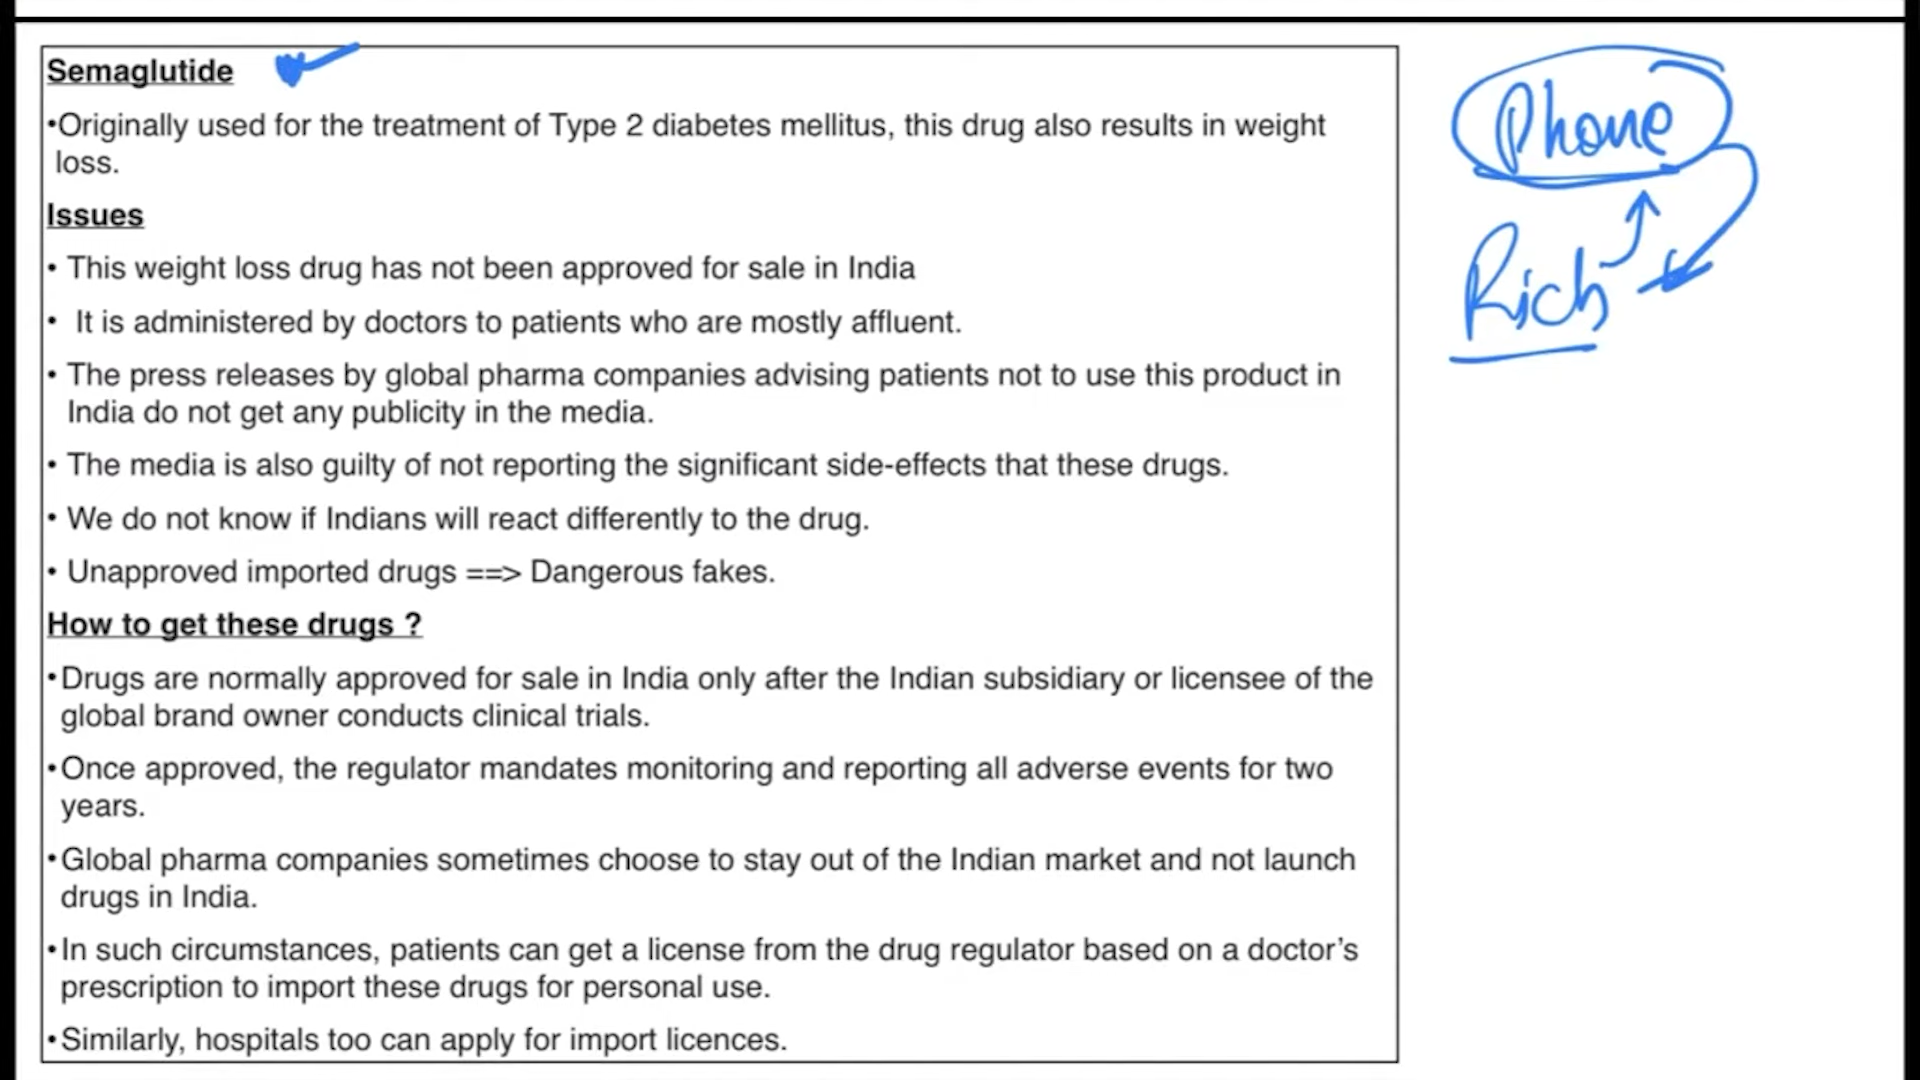 Semaglutide
•Originally used for the treatment of Type 2 diabetes mellitus, this drug also results in weight
loss.
Issues
• This weight loss drug has not been approved for sale in India
• It is administered by doctors to patients who are mostly affluent.
• The press releases by global pharma companies advising patients not to use this product in
India do not get any publicity in the media.
• The media is also guilty of not reporting the significant side-effects that these drugs.
• We do not know if Indians will react differently to the drug.
• Unapproved imported drugs ==> Dangerous fakes.
How to get these drugs ?
•Drugs are normally approved for sale in India only after the Indian subsidiary or licensee of the
global brand owner conducts clinical trials.
•Once approved, the regulator mandates monitoring and reporting all adverse events for two
years.
•Global pharma companies sometimes choose to stay out of the Indian market and not launch
drugs in India.
•In such circumstances, patients can get a license from the drug regulator based on a doctor’s
prescription to import these drugs for personal use.
•Similarly, hospitals too can apply for import licences.
Phone
Rich